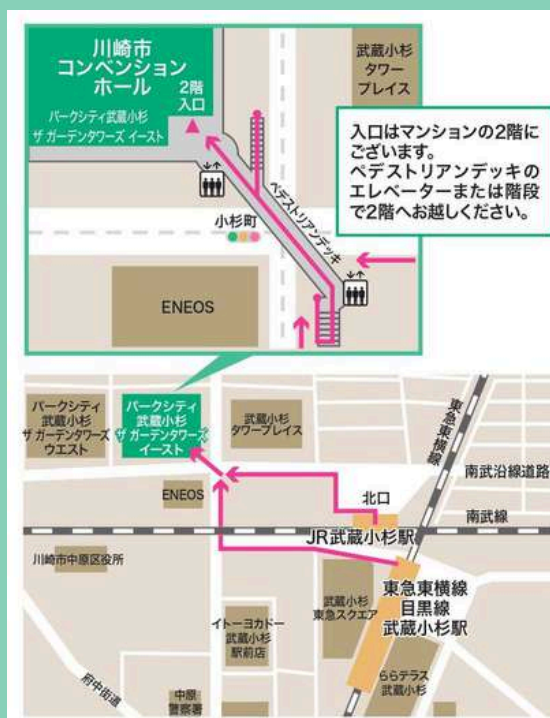 川崎市
コンベンション
ホール
2階
入口
パークシティ武蔵小杉
ザ ガーデンタワーズ イースト
武蔵小杉
タワー
プレイス
入口はマンションの2階に
ございます。
ペデストリアンデッキの
エレベーターまたは階段
で2階へお越しください。
小杉町
ペデストリアンデッキ
ENEOS
パークシティ
武蔵小杉
ザ ガーデンタワーズ
ウエスト
パークシティ
武蔵小杉
ザ ガーデンタワーズ
イースト
武蔵小杉
タワープレイス
東急東横線
南武沿線道路
ENEOS
北口
南武線
JR武蔵小杉駅
川崎市中原区役所
東急東横線
目黒線
武蔵小杉駅
武蔵小杉
東急スクエア
イトーヨカドー
武蔵小杉
駅前店
府中街道
中原
警察署
ららテラス
武蔵小杉